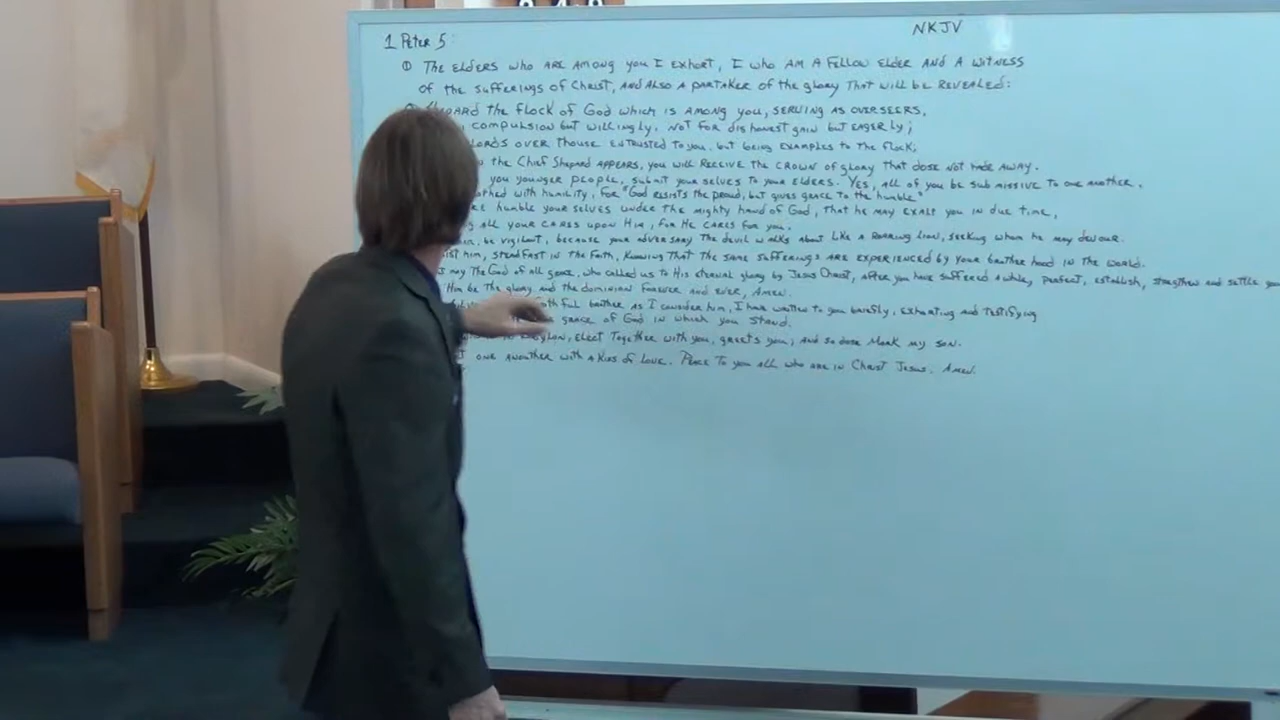 NKJV
1 Peter 5:
① The elders who are among you I exhort, I who am a fellow elder and a witness
of the sufferings of Christ, and also a partaker of the glory that will be revealed:
the flock of God which is among you, serving as overseers,
compulsion but willingly, not for dishonest gain but eagerly;
lords over thouse entrusted to you, but being examples to the flock;
the Chief Shepard appears, you will receive the crown of glory that dose not fade away.
you younger people, submit your selves to your elders. Yes, all of you be submissive to one another,
with humility, for "God resists the proud, but gives grace to the humble"
humble your selves under the mighty hand of God, that he may exalt you in due time,
all your cares upon Him, for He cares for you.
be vigilant, because your adversary the devil walks about like a roaring lion, seeking whom he may devour.
him, steadfast in the faith, knowing that the same sufferings are experienced by your brother hood in the world.
may the God of all grace, who called us to His eternal glory by Jesus Christ, after you have suffered a while, perfect, establish, strengthen and settle you
Him be the glory and the dominian forever and ever, Amen.
brother as I consider him, I have written to you briefly, exhorting and testifying
grace of God in which you stand.
elect together with you, greets you; and so dose Mark my son.
one another with a kiss of love. Peace to you all who are in Christ Jesus. Amen.